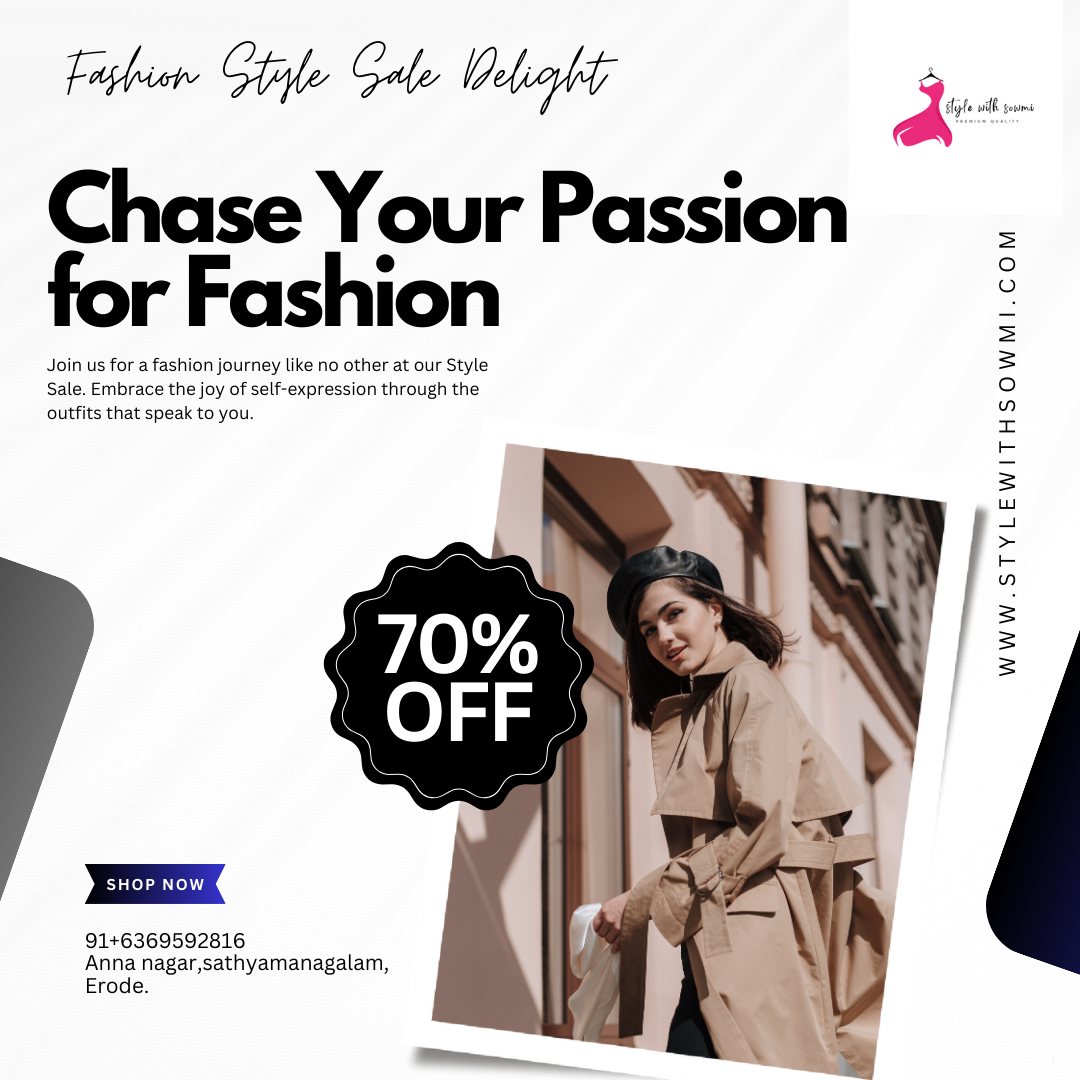 Fashion Style Sale Delight
style with sowmi
PREMIUM QUALITY
Chase Your Passion
for Fashion
Join us for a fashion journey like no other at our Style
Sale. Embrace the joy of self-expression through the
outfits that speak to you.
WWW.STYLEWITHSOWMI.COM
70%
OFF
SHOP NOW
91+6369592816
Anna nagar,sathyamanagalam,
Erode.